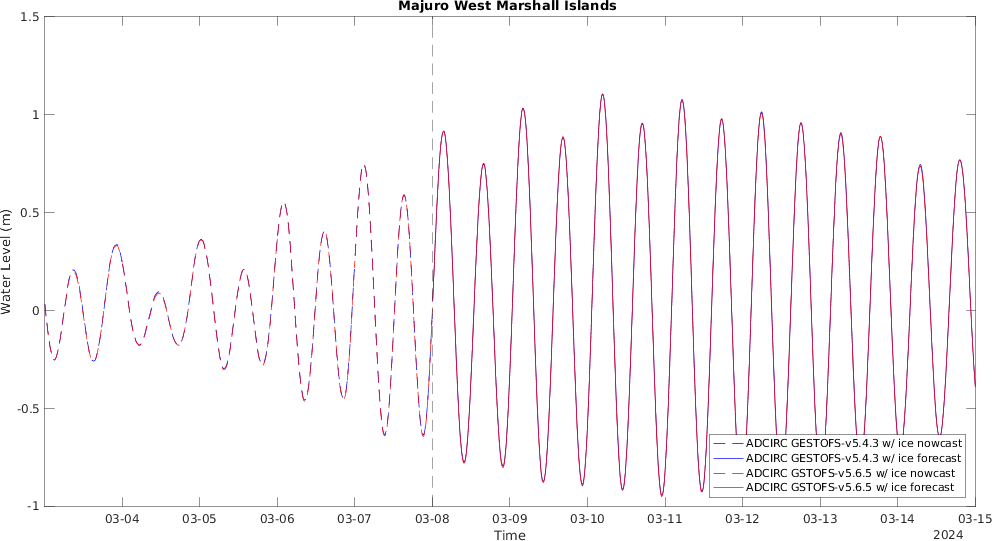 Majuro West Marshall Islands
1.5
1
0.5
0
-0.5
-1
Water Level (m)
ADCIRC GESTOFS-v5.4.3 w/ ice nowcast
ADCIRC GESTOFS-v5.4.3 w/ ice forecast
ADCIRC GSTOFS-v5.6.5 w/ ice nowcast
ADCIRC GSTOFS-v5.6.5 w/ ice forecast
03-04 03-05 03-06 03-07 03-08 03-09 03-10 03-11 03-12 03-13 03-14 03-15
Time
2024